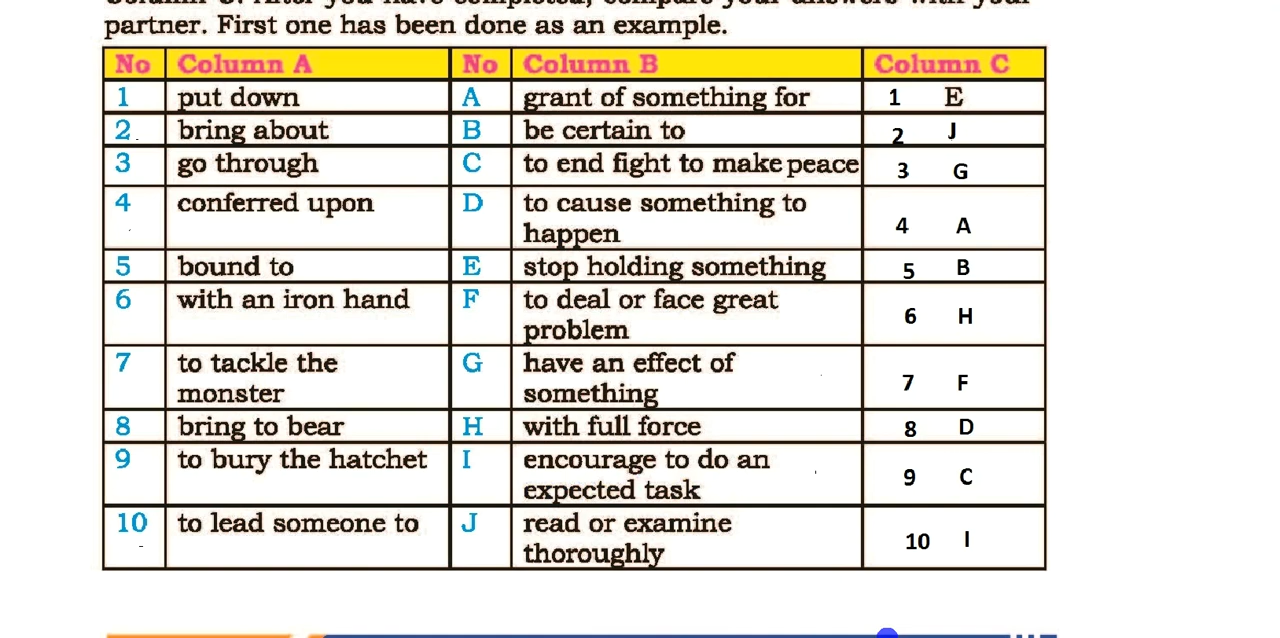 partner. First one has been done as an example.
No Column A No Column B Column C
1 put down A grant of something for 1 E
2 bring about B be certain to 2 J
3 go through C to end fight to make peace 3 G
4 conferred upon D to cause something to
happen 4 A
5 bound to E stop holding something 5 B
6 with an iron hand F to deal or face great
problem 6 H
7 to tackle the G have an effect of
monster something 7 F
8 bring to bear H with full force 8 D
9 to bury the hatchet I encourage to do an
expected task 9 C
10 to lead someone to J read or examine
thoroughly 10 I